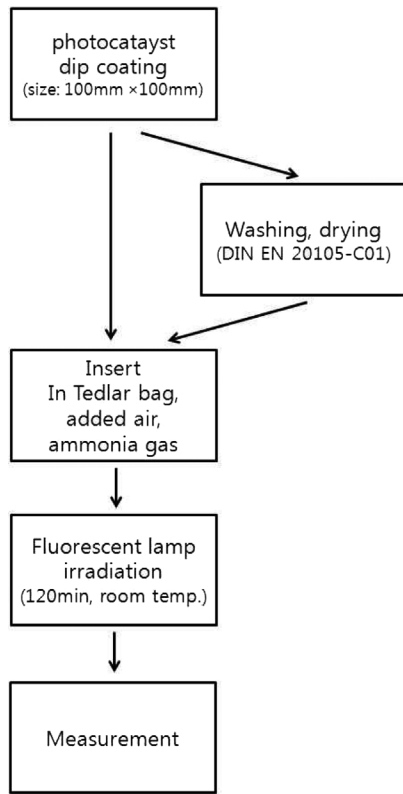 photocatayst
dip coating
(size: 100mm ×100mm)
Washing, drying
(DIN EN 20105-C01)
Insert
In Tedlar bag,
added air,
ammonia gas
Fluorescent lamp
irradiation
(120min, room temp.)
Measurement